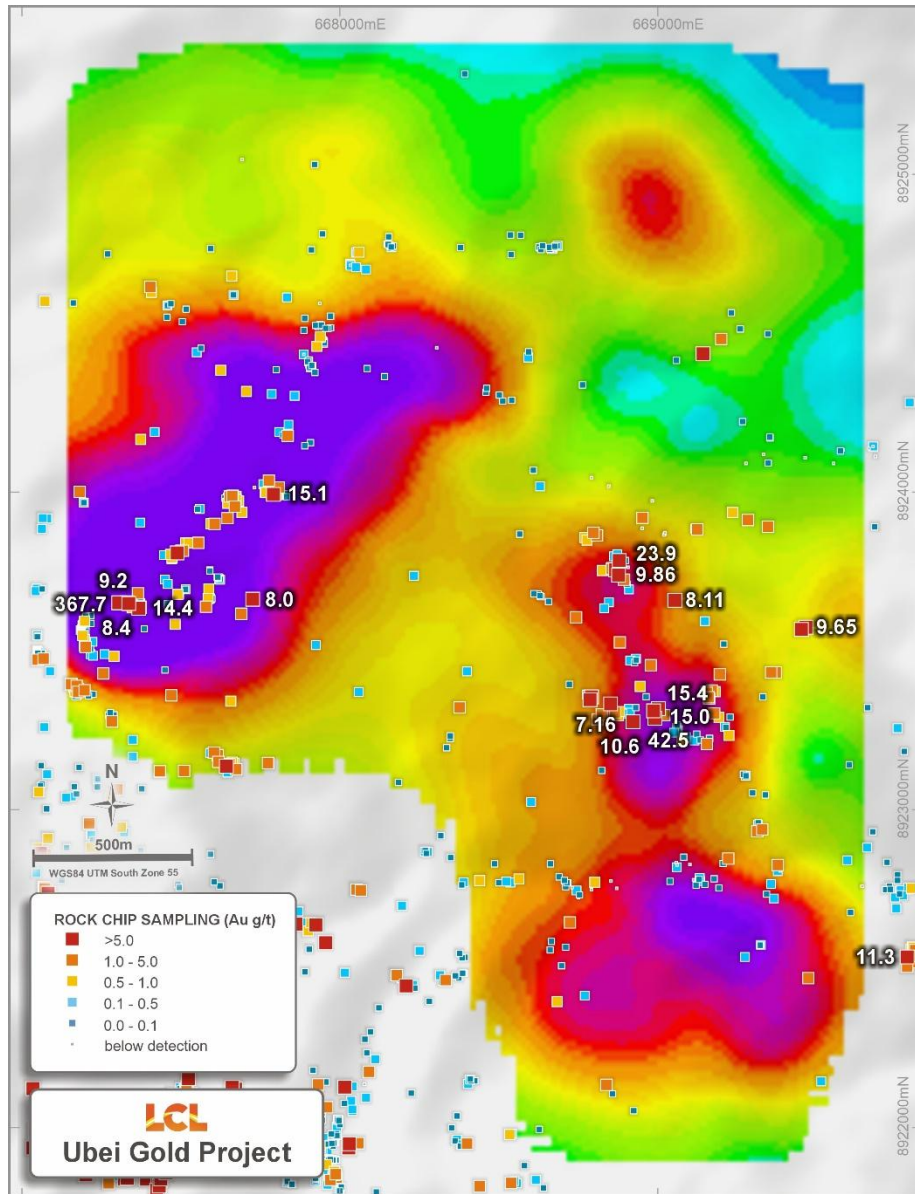 668000mE
669000mE
8925000mN
8924000mN
15.1
23.9
9.86
9.2
367.7
14.4
8.4
8.0
8.11
9.65
15.4
7.16
15.0
10.6
42.5
8923000mN
N
500m
WGS84 UTM South Zone 55
ROCK CHIP SAMPLING (Au g/t)
>5.0
1.0 - 5.0
0.5 - 1.0
0.1 - 0.5
0.0 - 0.1
below detection
11.3
LCL
Ubei Gold Project
8922000mN